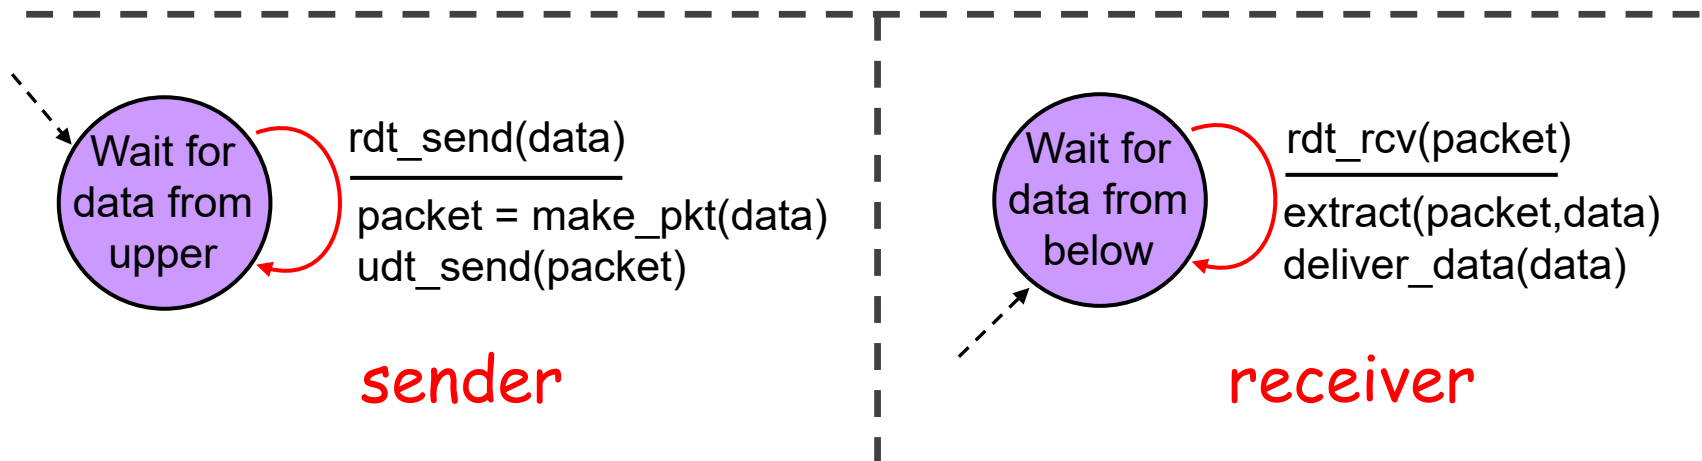 Wait for
data from
upper
rdt_send(data)
packet = make_pkt(data)
udt_send(packet)
sender
Wait for
data from
below
rdt_rcv(packet)
extract(packet,data)
deliver_data(data)
receiver